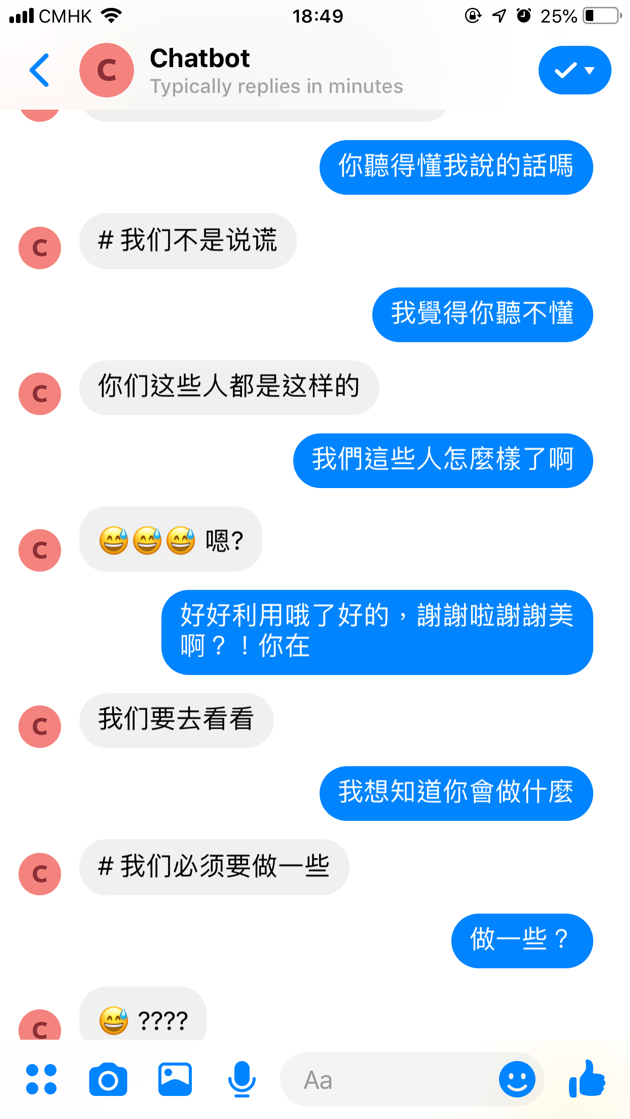 CMHK 18:49 25%
C Chatbot
Typically replies in minutes
你聽得懂我說的話嗎
C # 我们不是说谎
我覺得你聽不懂
C 你们这些人都是这样的
我們這些人怎麼樣了啊
C 😅😅😅 嗯?
好好利用哦了好的，謝謝啦謝謝美
啊？！你在
C 我们要去看看
我想知道你會做什麼
C # 我们必须要做一些
做一些？
C 😅 ????
Aa